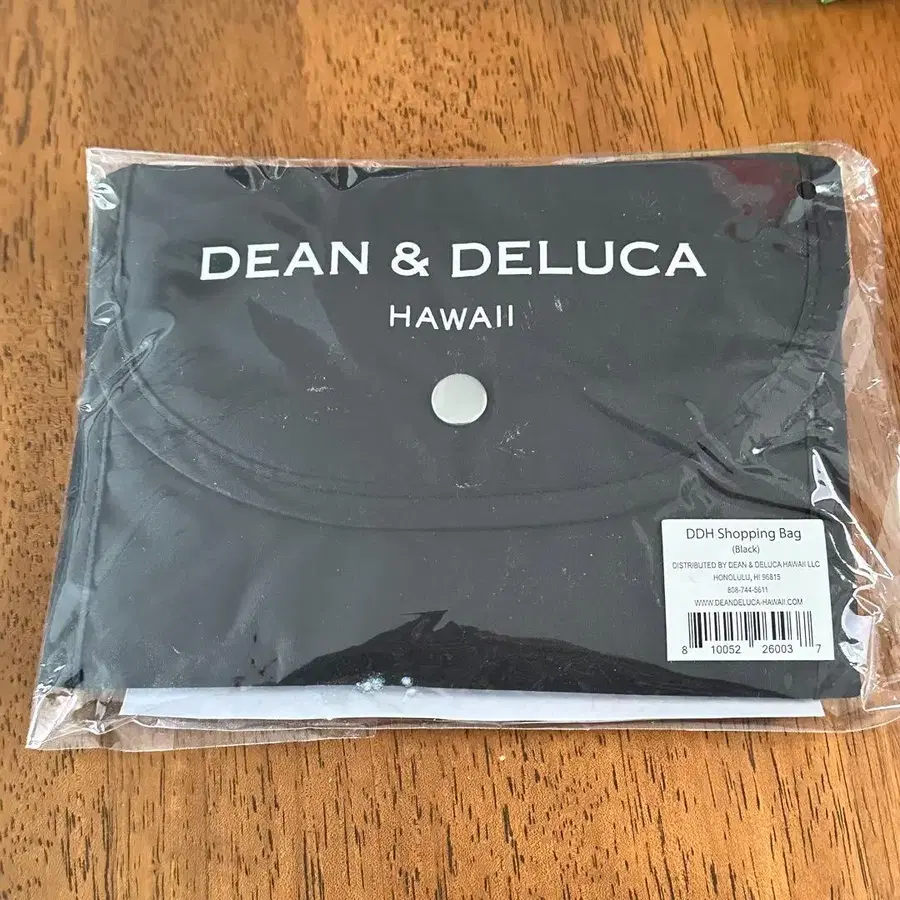 DEAN & DELUCA
HAWAII
DDH Shopping Bag
(Black)
DISTRIBUTED BY DEAN & DELUCA HAWAII LLC
HONOLULU, HI 96815
808-744-5611
WWW.DEANDELUCA-HAWAII.COM
8 10052 26003 7